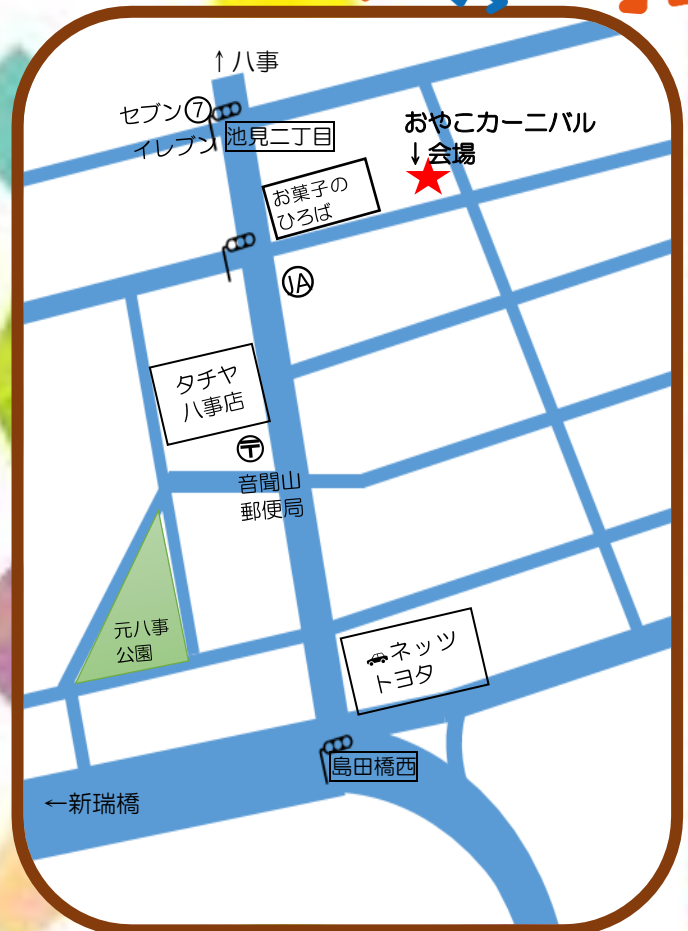 ↑八事
セブン⑦
イレブン
池見二丁目
おやこカーニバル
↓会場
お菓子の
ひろば
JA
タチヤ
八事店
〒
音聞山
郵便局
元八事
公園
ネッツ
トヨタ
島田橋西
←新瑞橋